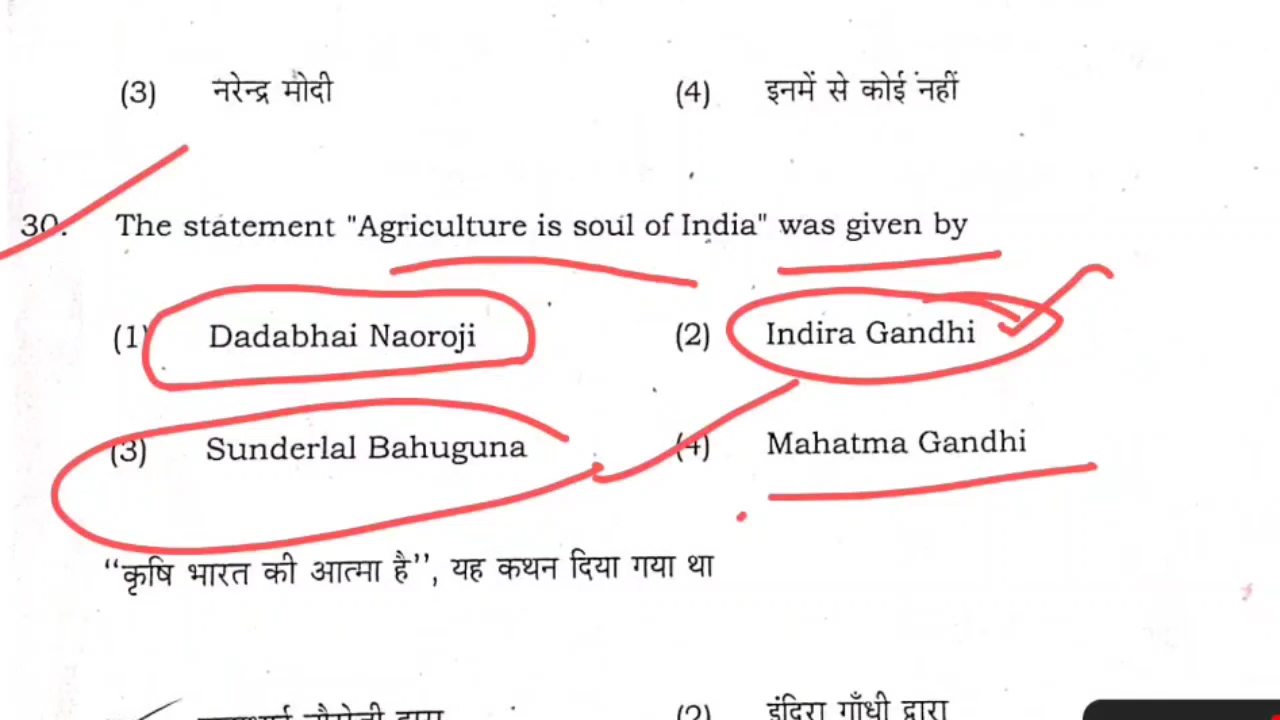 (3) नरेन्द्र मोदी (4) इनमें से कोई नहीं
30. The statement "Agriculture is soul of India" was given by
(1) Dadabhai Naoroji (2) Indira Gandhi
(3) Sunderlal Bahuguna (4) Mahatma Gandhi
“कृषि भारत की आत्मा है”, यह कथन दिया गया था
(2) इंदिरा गाँधी द्वारा